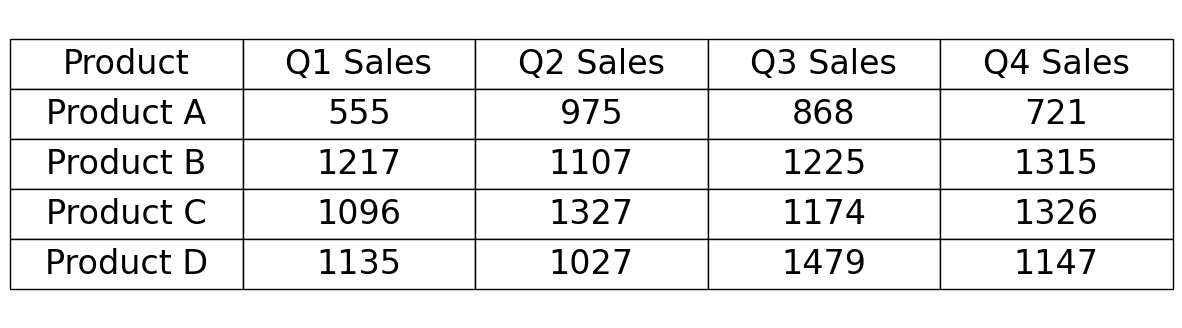 Product Q1 Sales Q2 Sales Q3 Sales Q4 Sales
Product A 555 975 868 721
Product B 1217 1107 1225 1315
Product C 1096 1327 1174 1326
Product D 1135 1027 1479 1147